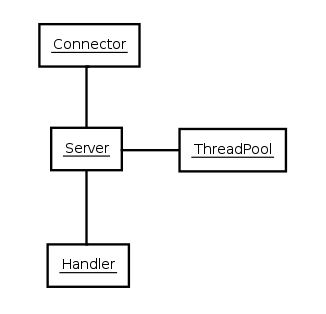 Connector
Server
ThreadPool
Handler